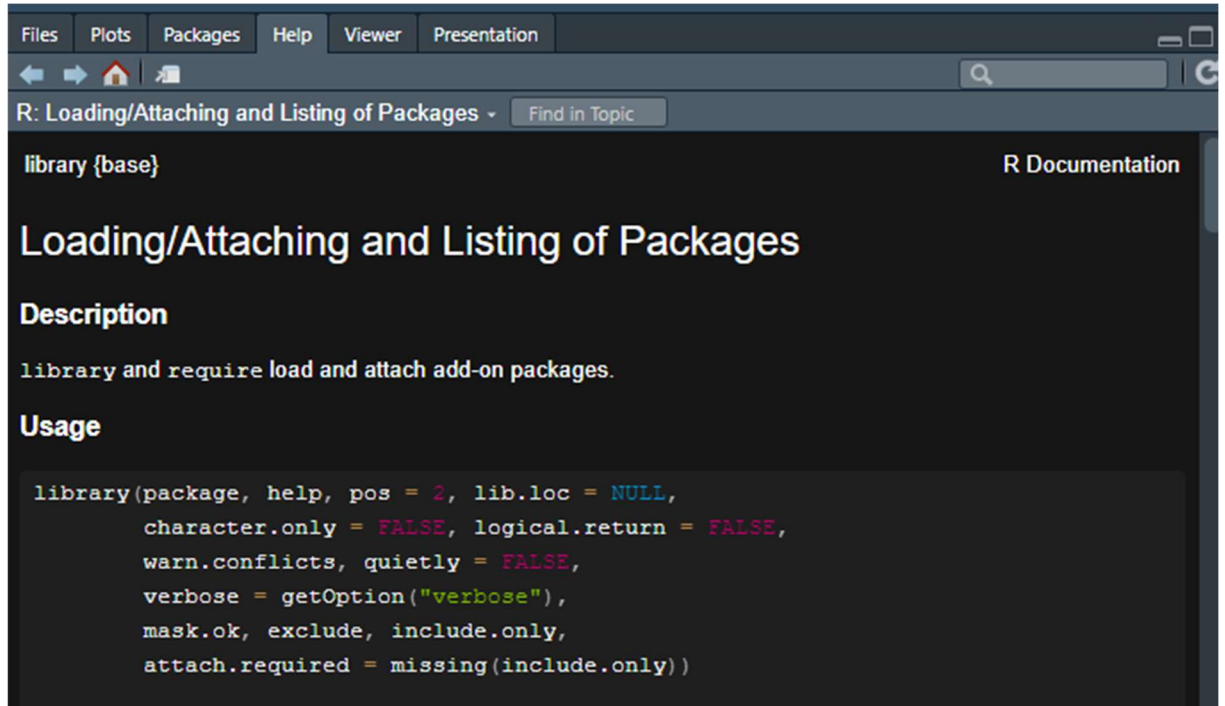 Files Plots Packages Help Viewer Presentation
R: Loading/Attaching and Listing of Packages Find in Topic
library {base} R Documentation
Loading/Attaching and Listing of Packages
Description
library and require load and attach add-on packages.
Usage
library(package, help, pos = 2, lib.loc = NULL,
character.only = FALSE, logical.return = FALSE,
warn.conflicts, quietly = FALSE,
verbose = getOption("verbose"),
mask.ok, exclude, include.only,
attach.required = missing(include.only))